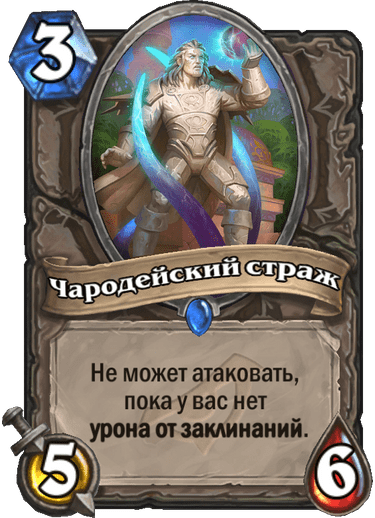 3
Чародейский страж
Не может атаковать,
пока у вас нет
урона от заклинаний.
5
6